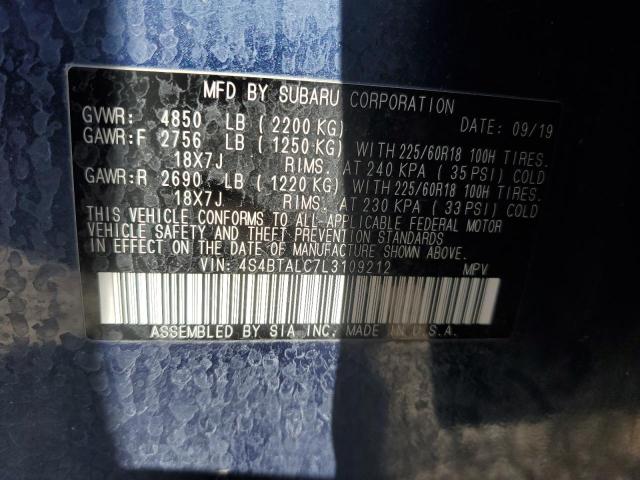 MFD BY SUBARU CORPORATION
GVWR: 4850 LB (2200 KG) DATE: 09/19
GAWR:F 2756 LB (1250 KG) WITH 225/60R18 100H TIRES.
18X7J RIMS. AT 240 KPA (35 PSI) COLD
GAWR:R 2690 LB (1220 KG) WITH 225/60R18 100H TIRES.
18X7J RIMS. AT 230 KPA (33 PSI) COLD
THIS VEHICLE CONFORMS TO ALL-APPLICABLE FEDERAL MOTOR
VEHICLE SAFETY AND THEFT PREVENTION STANDARDS
IN EFFECT ON THE DATE OF MANUFACTURE SHOWN ABOVE.
VIN: 4S4BTALC7L3109212 MPV
ASSEMBLED BY SIA INC. MADE IN U.S.A.